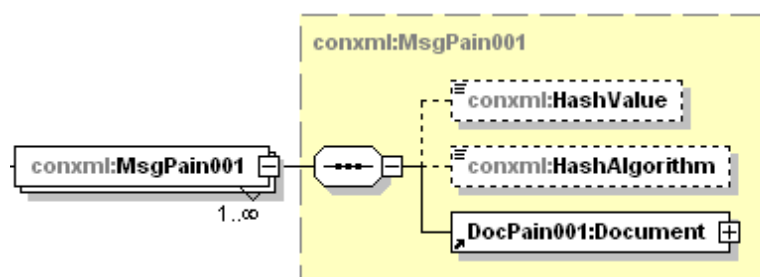 conxml:MsgPain001
conxml:HashValue
conxml:MsgPain001
conxml:HashAlgorithm
1..∞
DocPain001:Document